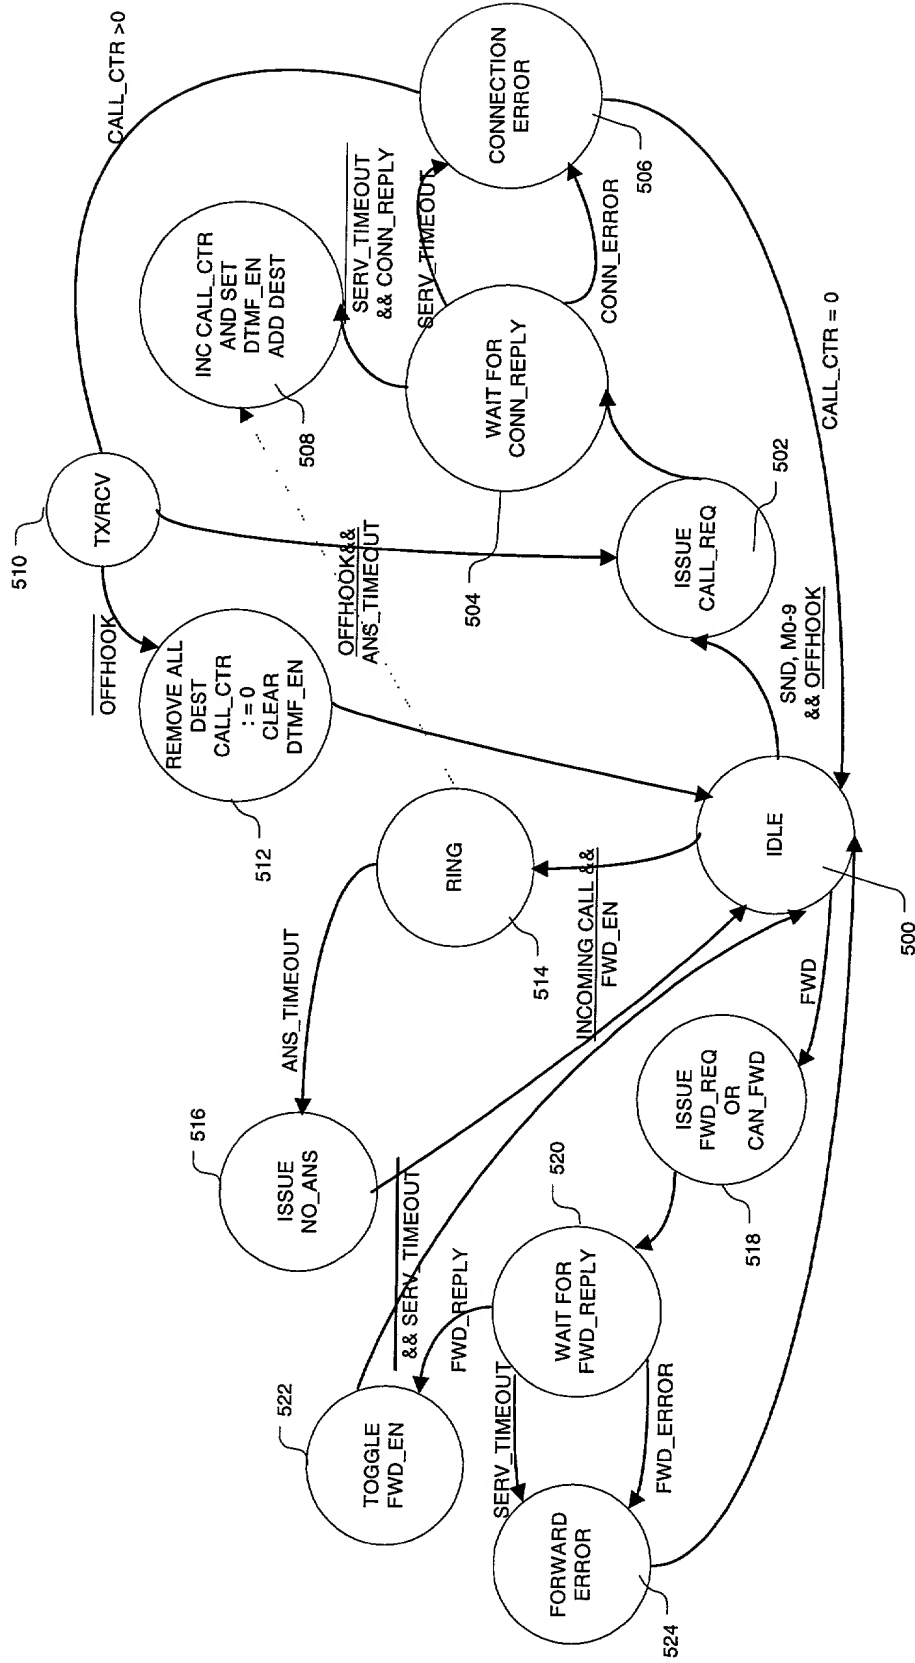 510
TX/RCV
CALL_CTR >0
OFFHOOK
REMOVE ALL
DEST
CALL_CTR
:=0
CLEAR
DTMF_EN
512
INC CALL_CTR
AND SET
DTMF_EN
ADD DEST
508
OFFHOOK&&
ANS_TIMEOUT
SERV_TIMEOUT
&& CONN_REPLY
SERV_TIMEOUT
CONNECTION
ERROR
506
WAIT FOR
CONN_REPLY
504
CONN_ERROR
ISSUE
CALL_REQ
502
SND, M0-9
&& OFFHOOK
CALL_CTR = 0
ANS_TIMEOUT
RING
514
INCOMING CALL &&
FWD_EN
IDLE
500
516
ISSUE
NO_ANS
FWD
ISSUE
FWD_REQ
OR
CAN_FWD
518
520
WAIT FOR
FWD_REPLY
&& SERV_TIMEOUT
FWD_REPLY
522
TOGGLE
FWD_EN
SERV_TIMEOUT
FWD_ERROR
FORWARD
ERROR
524